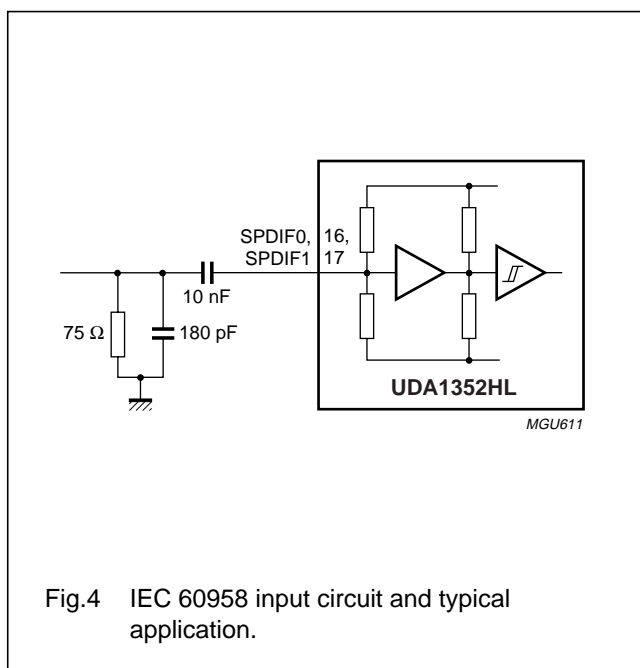 SPDIF0, 16,
SPDIF1 17
10 nF
75 Ω 180 pF
UDA1352HL
MGU611
Fig.4 IEC 60958 input circuit and typical
application.